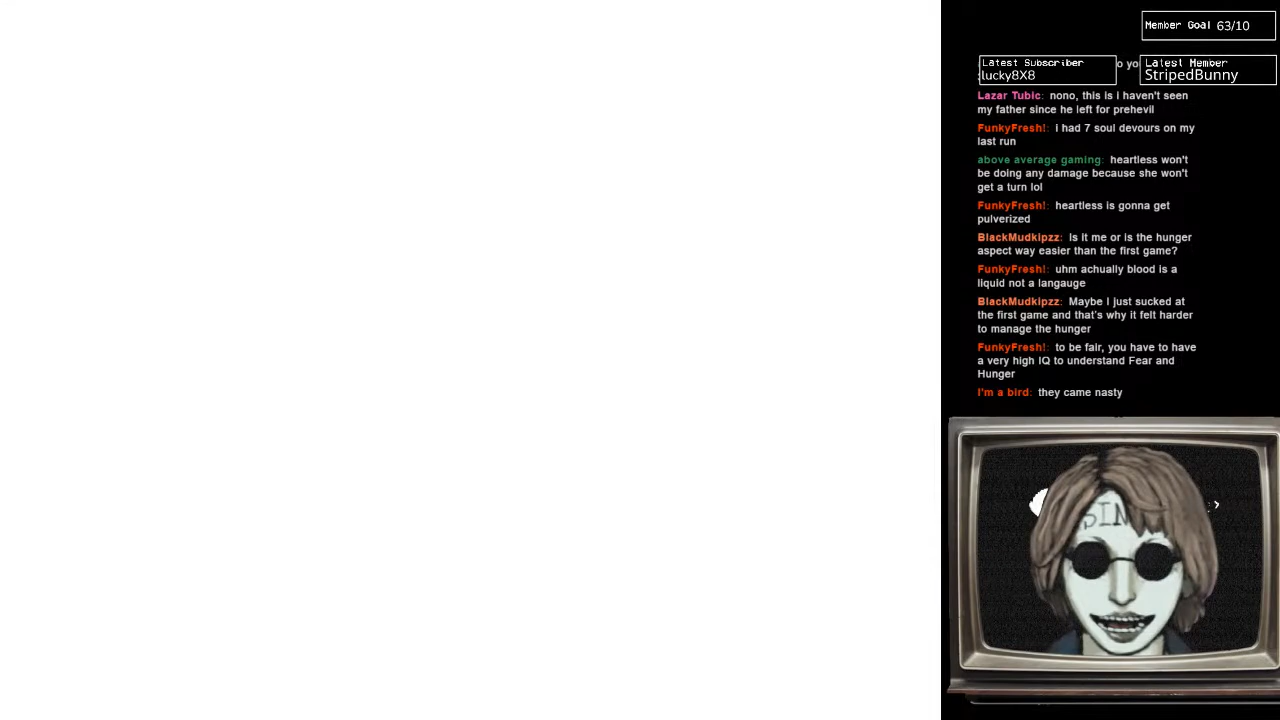 Member Goal 63/10
Latest Subscriber
lucky8X8
Latest Member
StripedBunny
Lazar Tubic: nono, this is i haven't seen
my father since he left for prehevil
FunkyFresh!: i had 7 soul devours on my
last run
above average gaming: heartless won't
be doing any damage because she won't
get a turn lol
FunkyFresh!: heartless is gonna get
pulverized
BlackMudkipzz: Is it me or is the hunger
aspect way easier than the first game?
FunkyFresh!: uhm achually blood is a
liquid not a langauge
BlackMudkipzz: Maybe I just sucked at
the first game and that's why it felt harder
to manage the hunger
FunkyFresh!: to be fair, you have to have
a very high IQ to understand Fear and
Hunger
I'm a bird: they came nasty
SIN